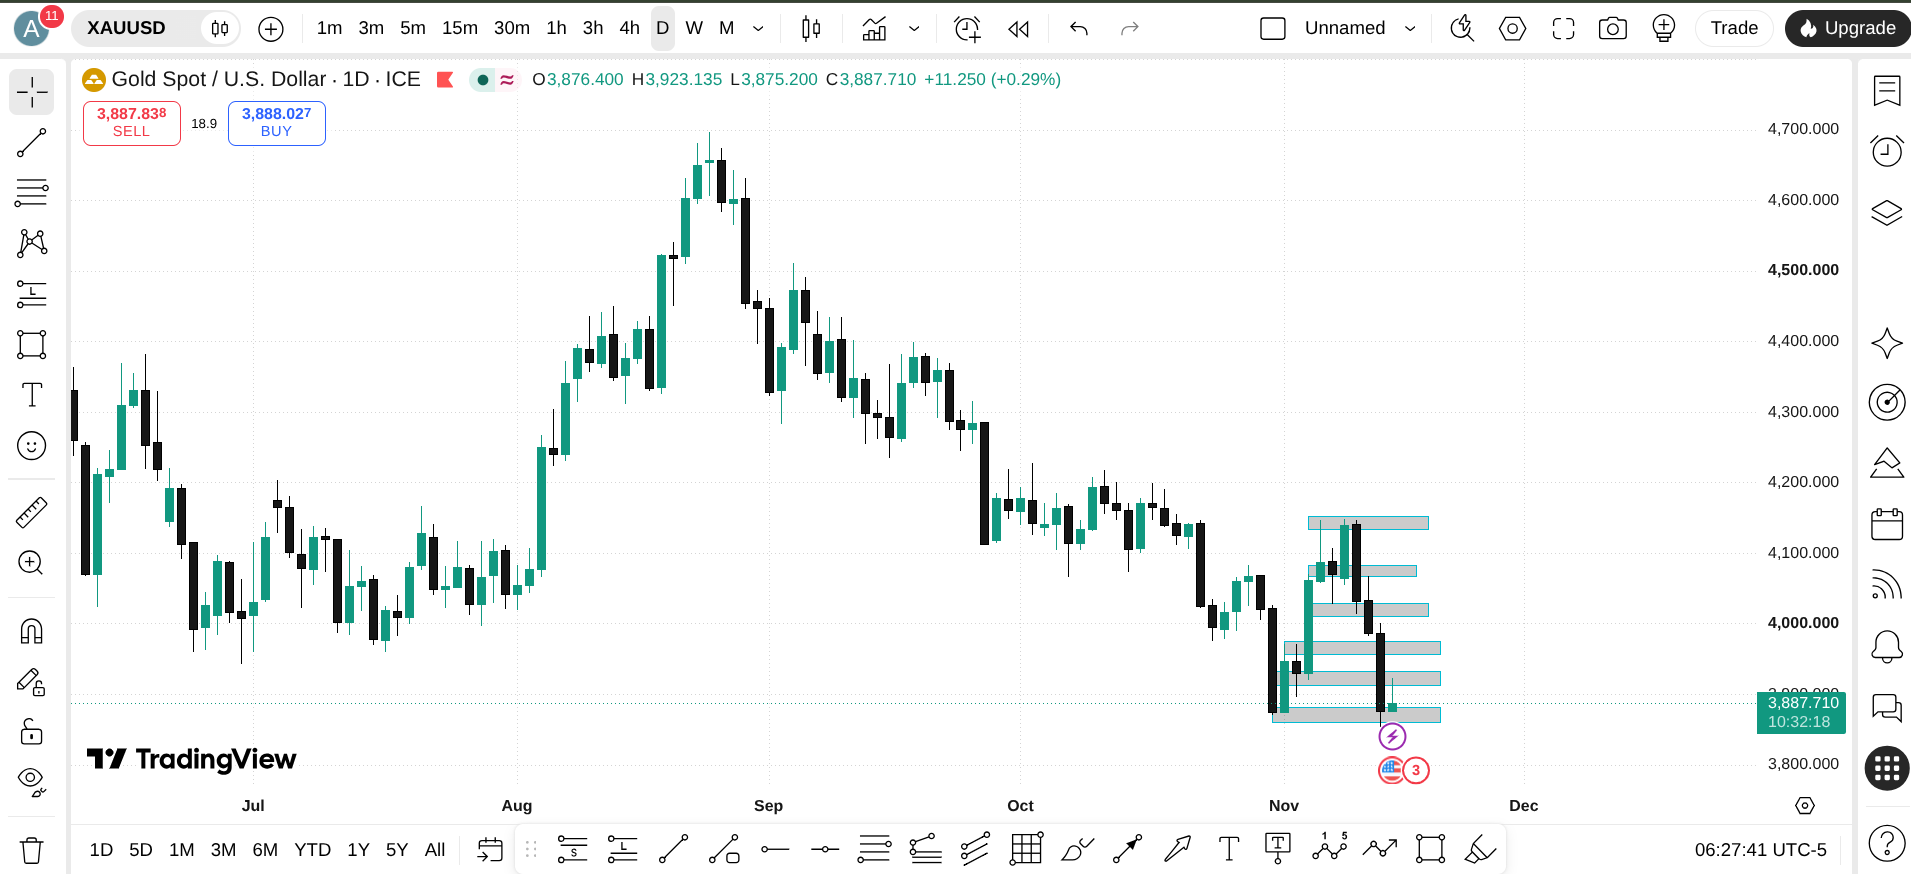 A 11 XAUUSD 1m 3m 5m 15m 30m 1h 3h 4h D W M Unnamed Trade Upgrade
Gold Spot / U.S. Dollar · 1D · ICE O3,876.400 H3,923.135 L3,875.200 C3,887.710 +11.250 (+0.29%)
3,887.838 SELL 18.9 3,888.027 BUY
4,700.000
4,600.000
4,500.000
4,400.000
4,300.000
4,200.000
4,100.000
4,000.000
3,900.000
3,887.710
10:32:18
3,800.000
TradingView
3
Jul Aug Sep Oct Nov Dec
1D 5D 1M 3M 6M YTD 1Y 5Y All S L T T 1 5 06:27:41 UTC-5